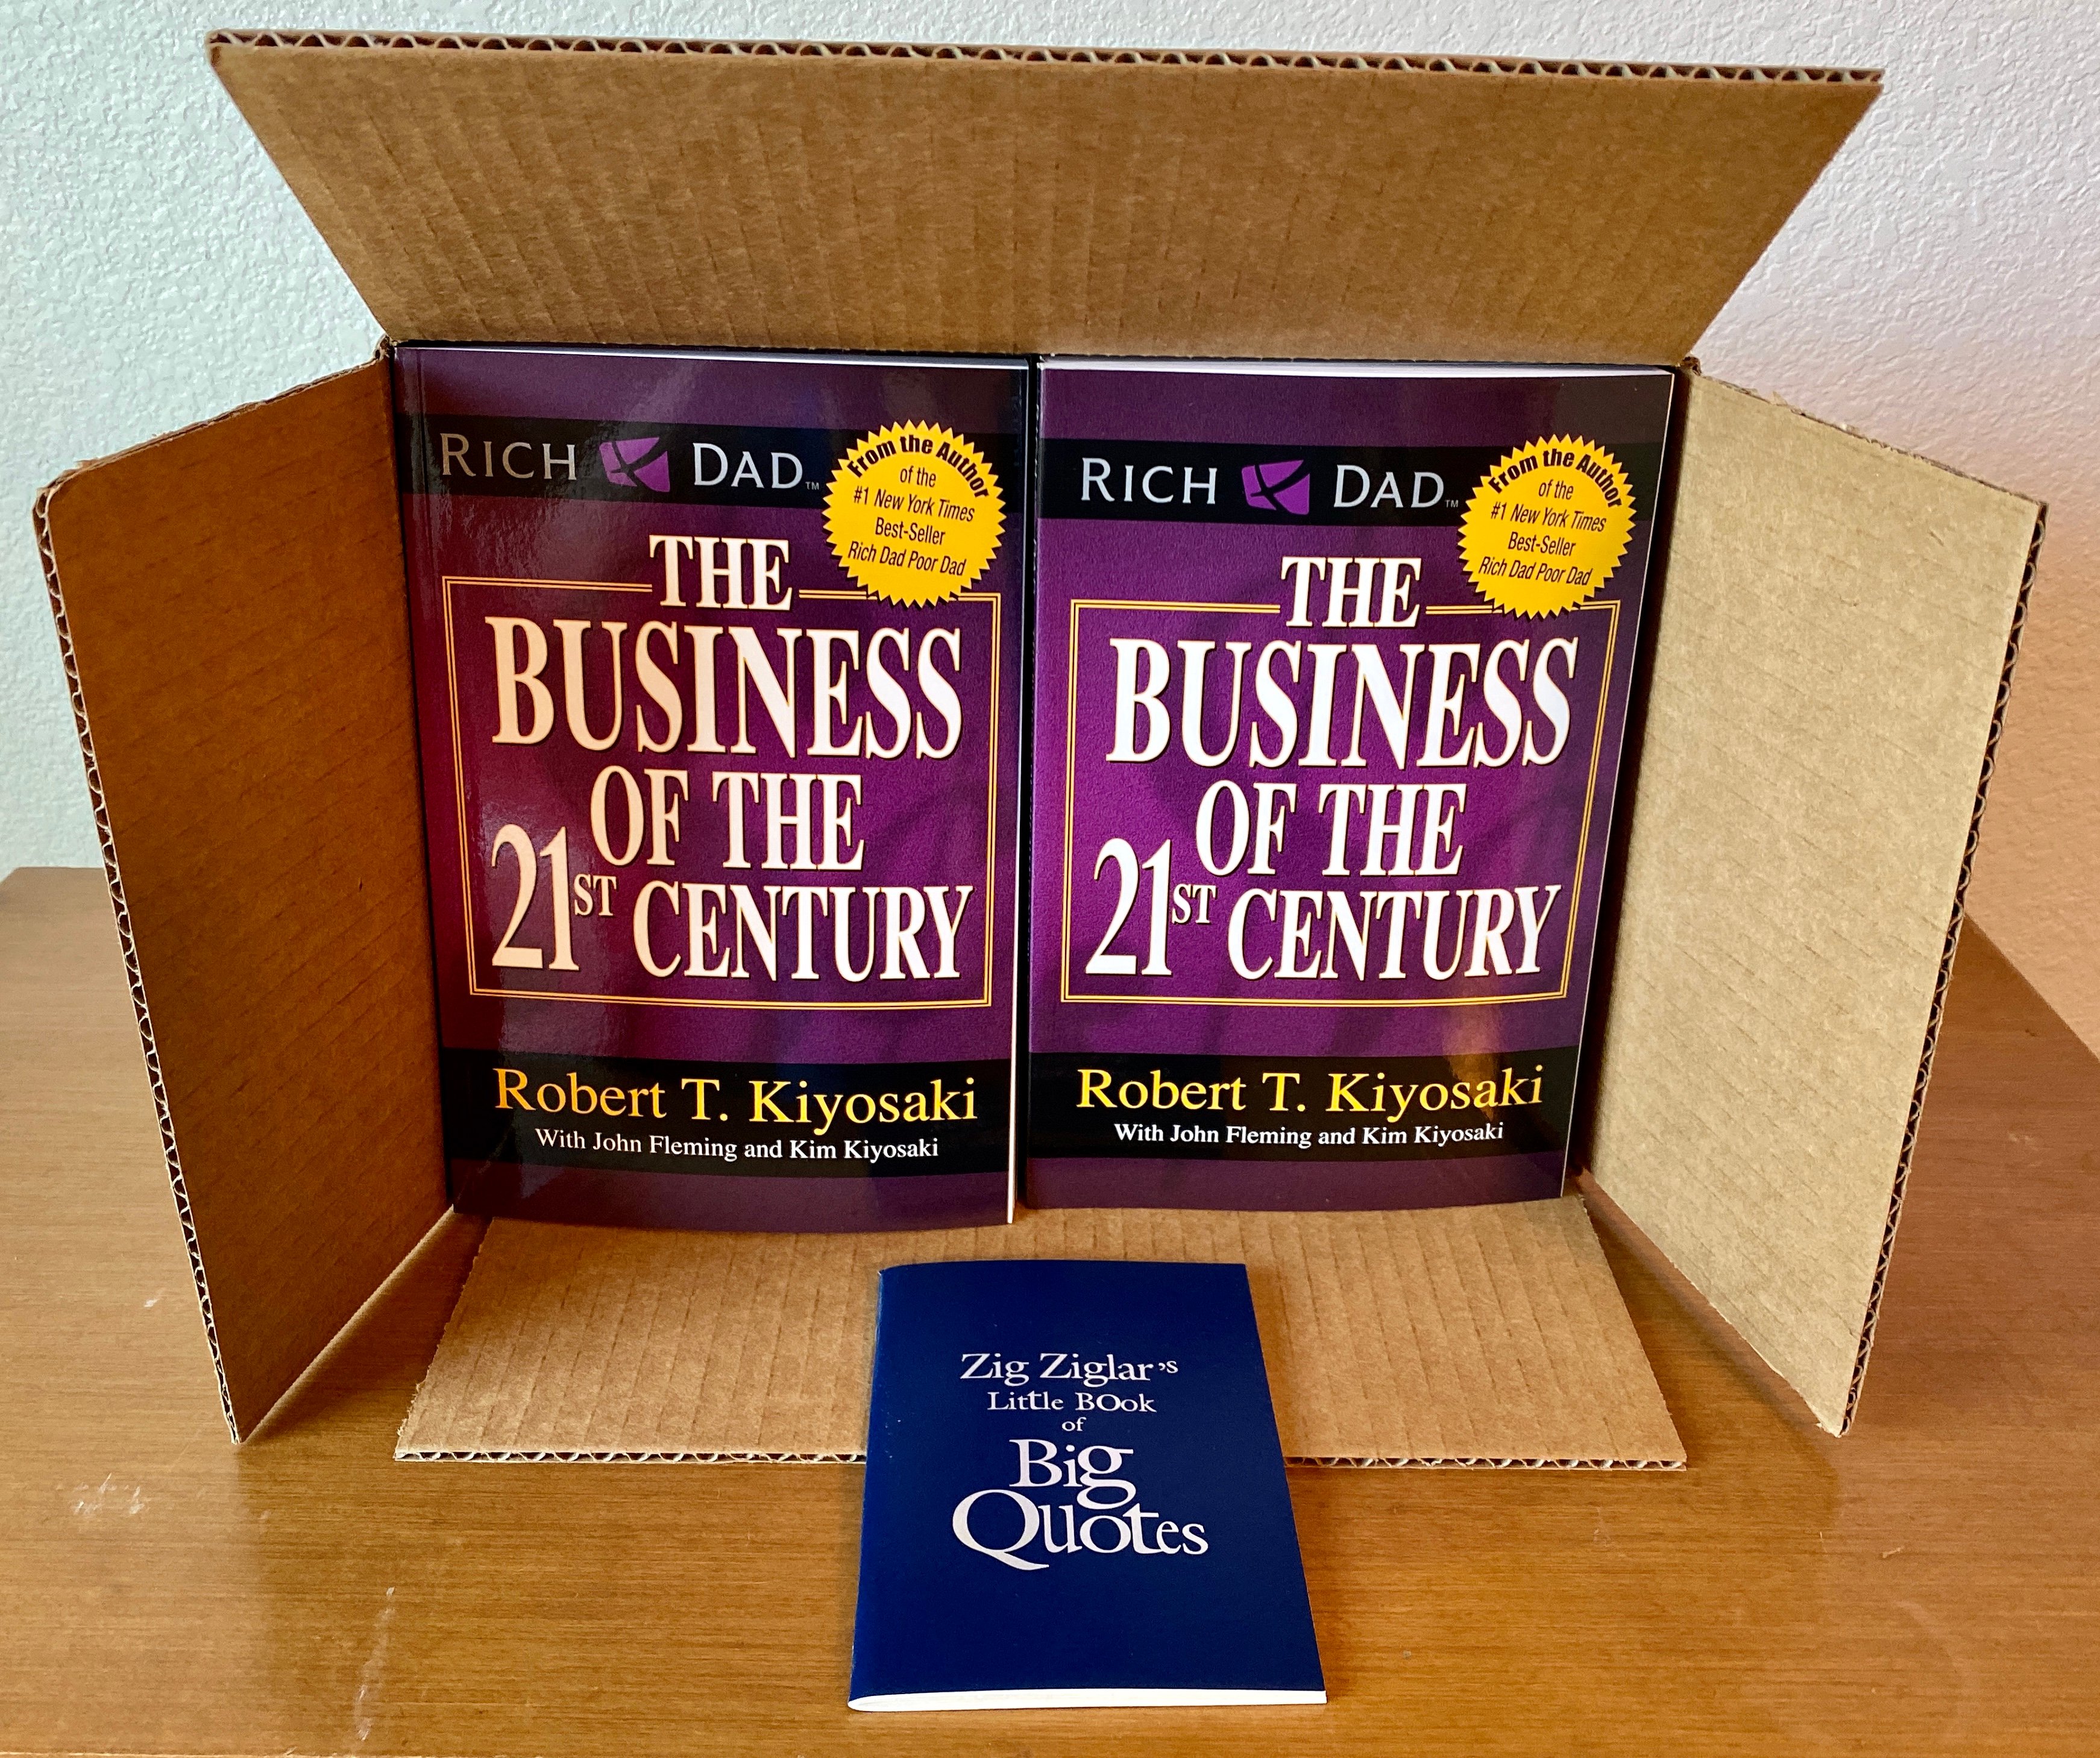 RICH DAD™
From the Author
of the
#1 New York Times
Best-Seller
Rich Dad Poor Dad
THE
BUSINESS
OF THE
21ST CENTURY
Robert T. Kiyosaki
With John Fleming and Kim Kiyosaki
RICH DAD™
From the Author
of the
#1 New York Times
Best-Seller
Rich Dad Poor Dad
THE
BUSINESS
OF THE
21ST CENTURY
Robert T. Kiyosaki
With John Fleming and Kim Kiyosaki
Zig Ziglar's
Little BOok
of
Big
Quotes